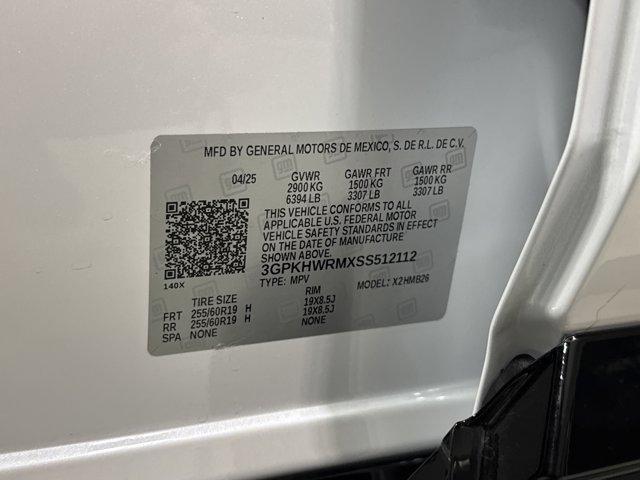 MFD BY GENERAL MOTORS DE MEXICO, S. DE R.L. DE C.V.
04/25 GVWR GAWR FRT GAWR RR
2900 KG 1500 KG 1500 KG
6394 LB 3307 LB 3307 LB
THIS VEHICLE CONFORMS TO ALL
APPLICABLE U.S. FEDERAL MOTOR
VEHICLE SAFETY STANDARDS IN EFFECT
ON THE DATE OF MANUFACTURE
SHOWN ABOVE.
3GPKHWRMXSS512112
140X TYPE: MPV MODEL: X2HMB26
TIRE SIZE RIM
FRT 255/60R19 H 19X8.5J
RR 255/60R19 H 19X8.5J
SPA NONE NONE